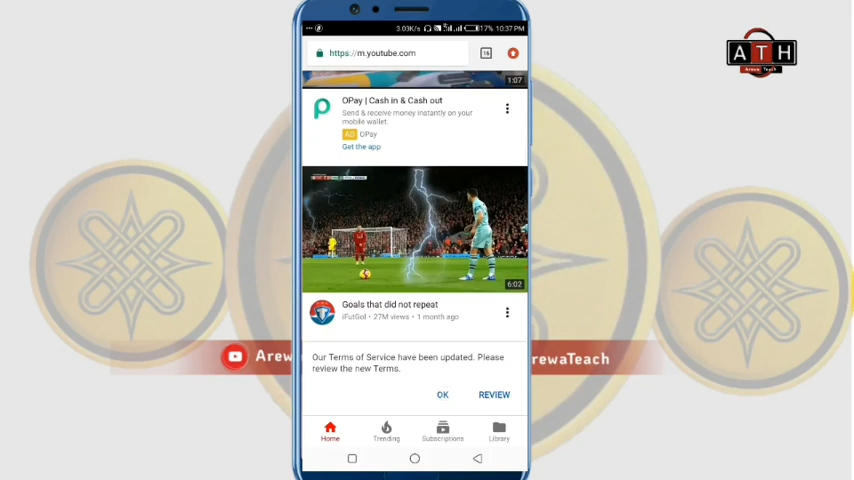 3.03K/s 17% 10:37 PM
https://m.youtube.com
16
1:07
OPay | Cash in & Cash out
Send & receive money instantly on your
mobile wallet.
AD OPay
Get the app
6:02
Goals that did not repeat
iFutGol • 27M views • 1 month ago
Our Terms of Service have been updated. Please
review the new Terms.
OK REVIEW
Home Trending Subscriptions Library
ATH
Arewa Teach
Arew
rewaTeach